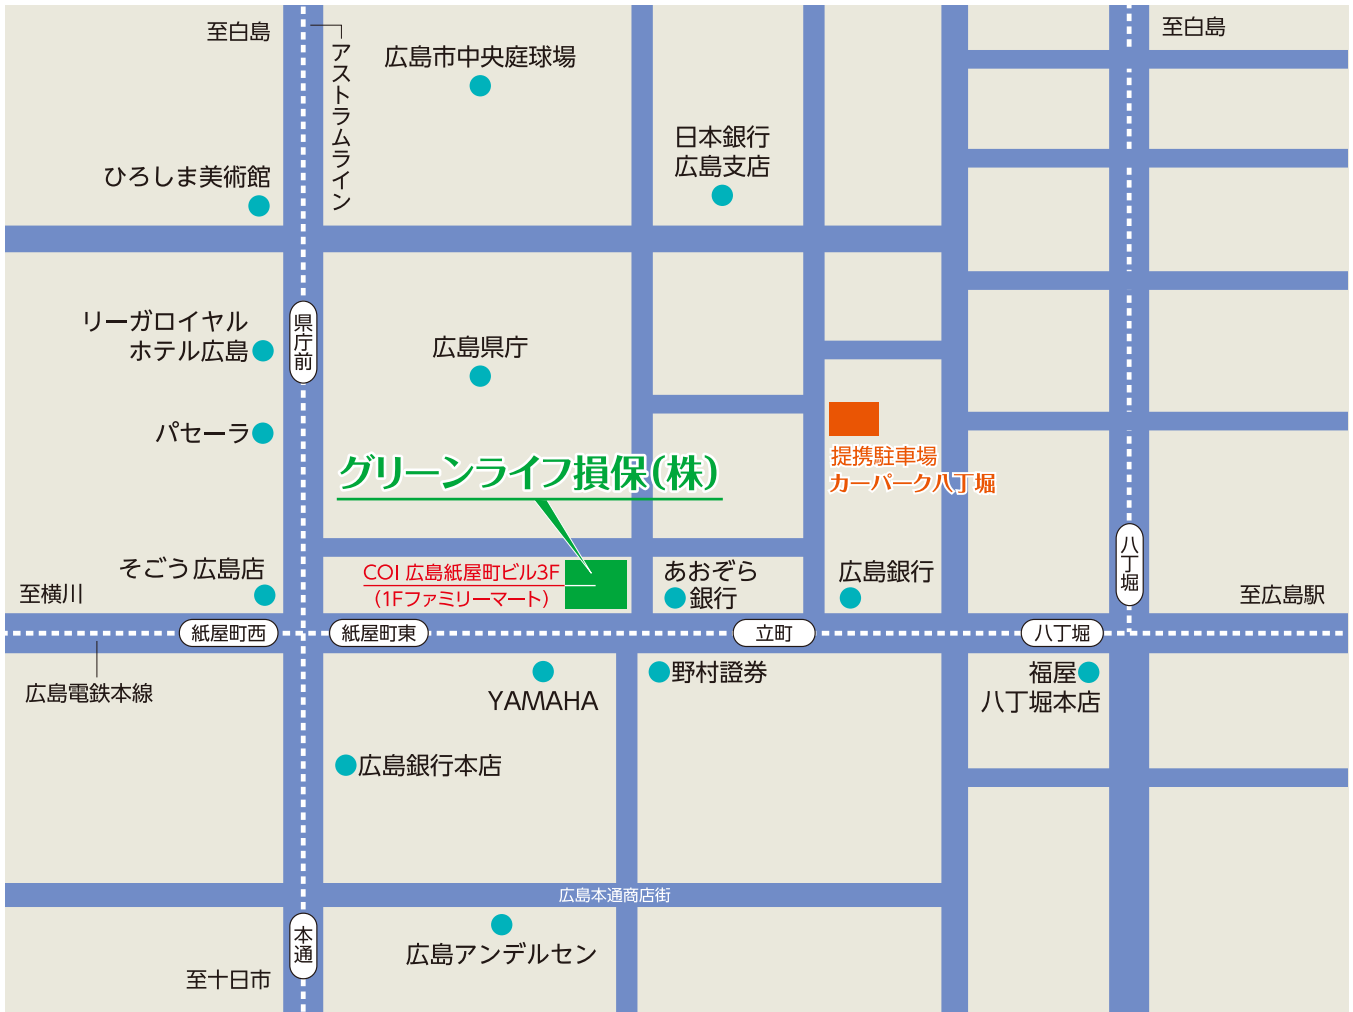 至白島
アストラムライン
広島市中央庭球場
至白島
日本銀行
広島支店
ひろしま美術館
リーガロイヤル
ホテル広島
県庁前
広島県庁
パセーラ
グリーンライフ損保(株)
提携駐車場
カーパーク八丁堀
そごう広島店
COI 広島紙屋町ビル3F
(1Fファミリーマート)
あおぞら
銀行
広島銀行
八丁堀
至横川
至広島駅
紙屋町西
紙屋町東
立町
八丁堀
広島電鉄本線
YAMAHA
野村證券
福屋
八丁堀本店
広島銀行本店
広島本通商店街
本通
広島アンデルセン
至十日市